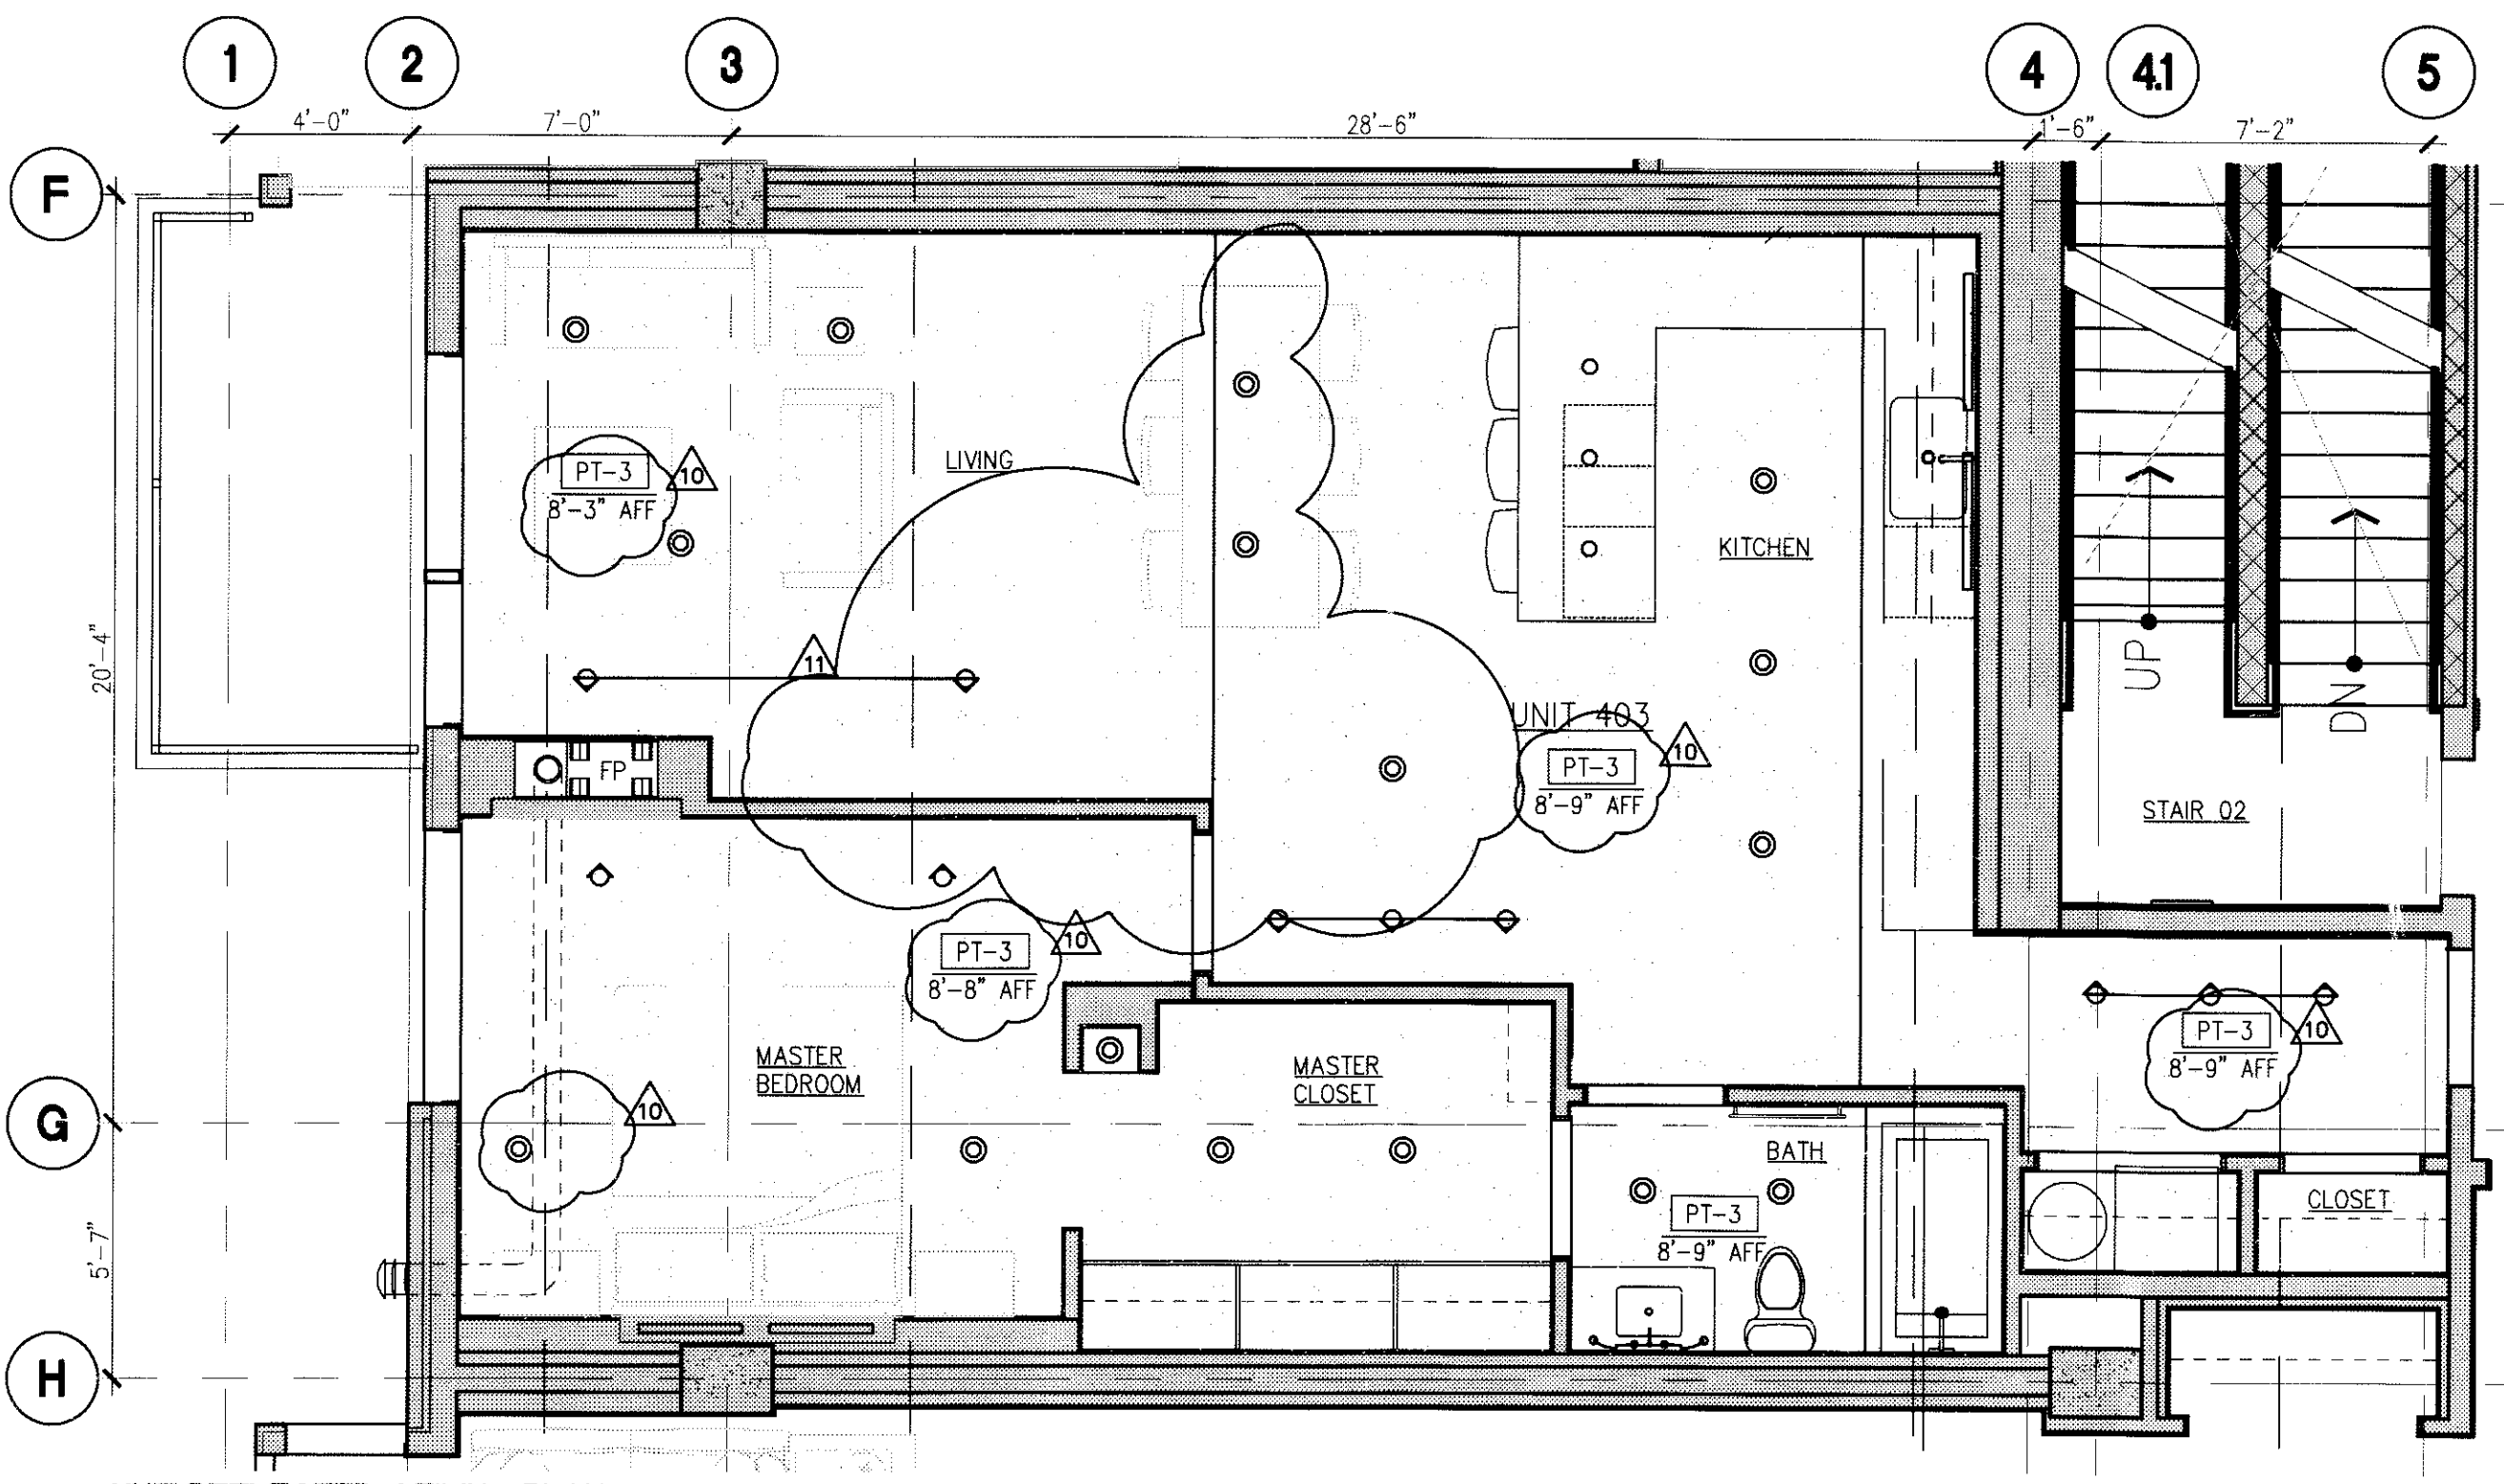 1
2
3
4
4.1
5
4'-0"
7'-0"
28'-6"
1'-6"
7'-2"
F
LIVING
PT-3
10
8'-3" AFF
KITCHEN
20'-4"
11
UP
DN
UNIT 403
10
PT-3
8'-9" AFF
FP
STAIR 02
10
PT-3
8'-8" AFF
PT-3
10
8'-9" AFF
MASTER
BEDROOM
MASTER
CLOSET
10
G
BATH
CLOSET
PT-3
8'-9" AFF
5'-7"
H